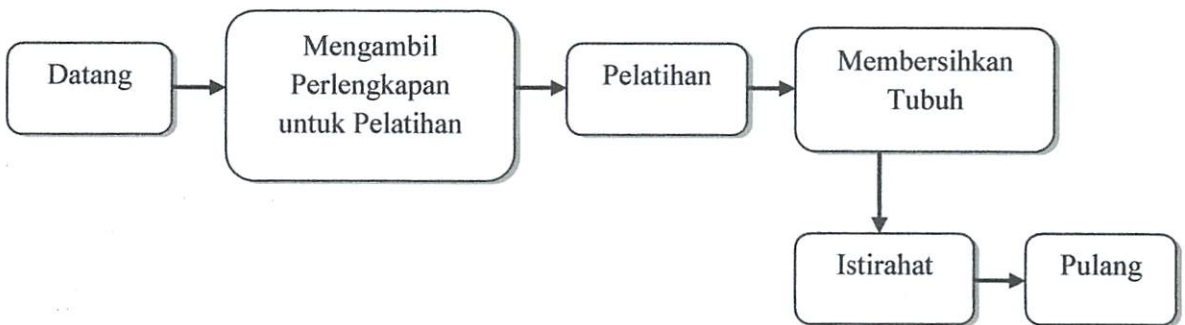 Datang
Mengambil
Perlengkapan
untuk Pelatihan
Pelatihan
Membersihkan
Tubuh
Istirahat
Pulang